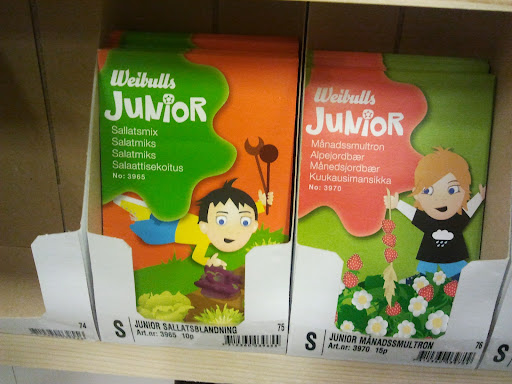 Weibulls
JUNIOR
Sallatsmix
Salatmiks
Salatmiks
Salaattisekoitus
No: 3965
Weibulls
JUNIOR
Månadssmultron
Alpejordbær
Månedsjordbær
Kuukausimansikka
No: 3970
74
S
JUNIOR SALLATSBLANDNING
Art.nr: 3965 10p
75
S
JUNIOR MÅNADSSMULTRON
Art.nr: 3970 15p
76
S